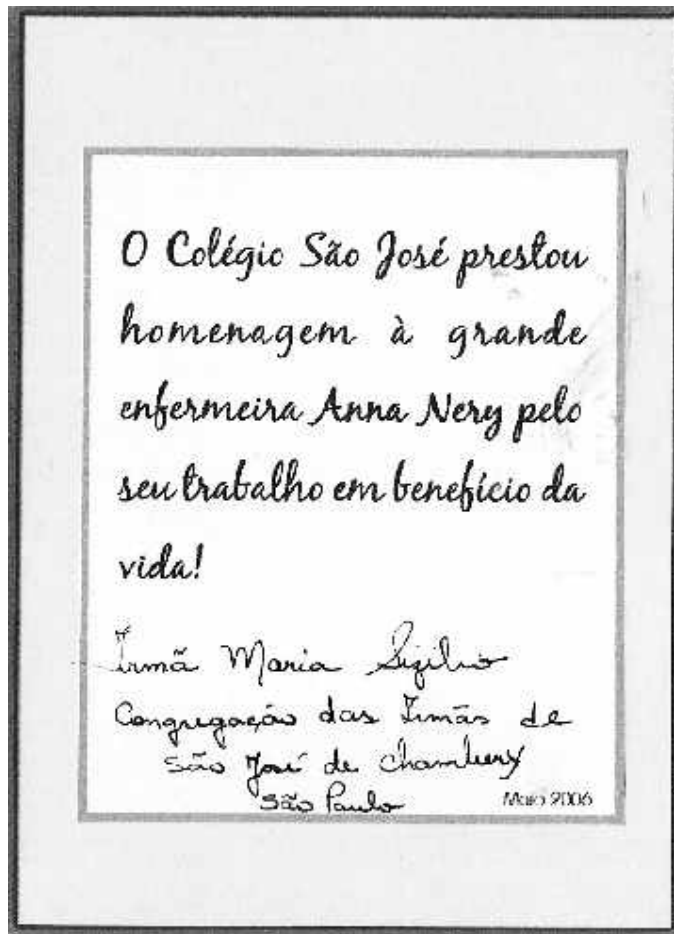 O Colégio São José prestou
homenagem à grande
enfermeira Anna Nery pelo
seu trabalho em benefício da
vida!
Irmã Maria
Congregação das Irmãs de
São José de Chambery
São Paulo
Maio 2006